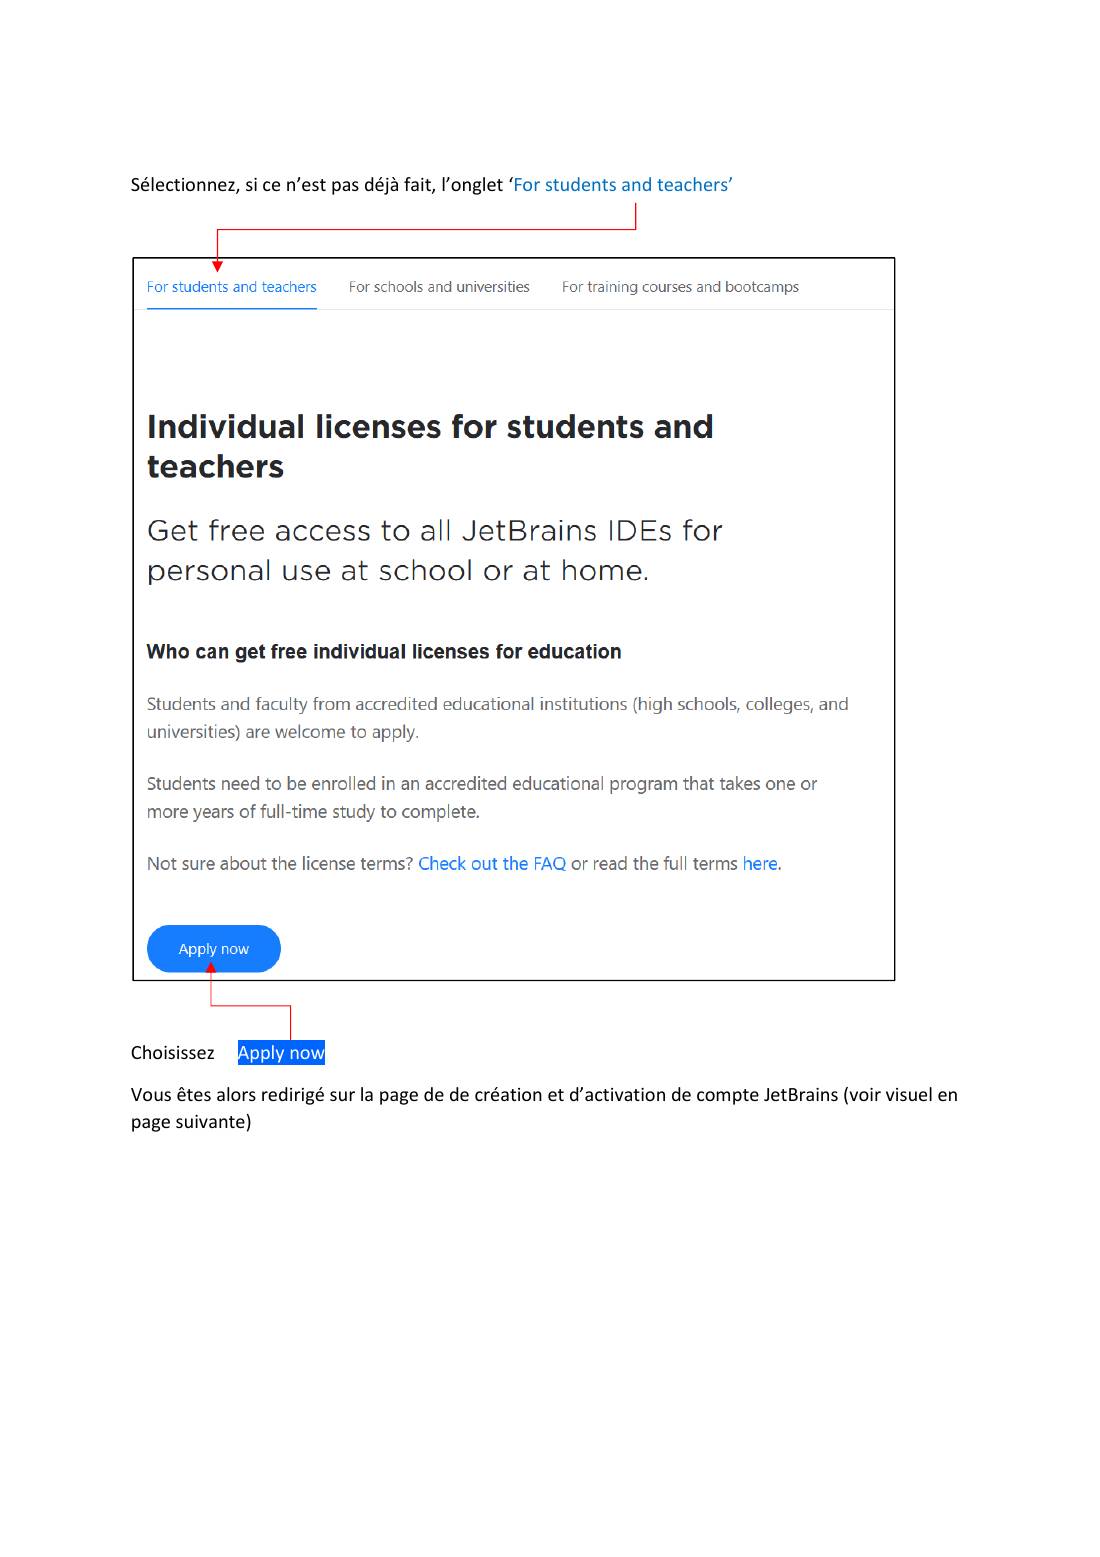 Sélectionnez, si ce n’est pas déjà fait, l’onglet ‘For students and teachers’
For students and teachers For schools and universities For training courses and bootcamps
Individual licenses for students and
teachers
Get free access to all JetBrains IDEs for
personal use at school or at home.
Who can get free individual licenses for education
Students and faculty from accredited educational institutions (high schools, colleges, and
universities) are welcome to apply.
Students need to be enrolled in an accredited educational program that takes one or
more years of full-time study to complete.
Not sure about the license terms? Check out the FAQ or read the full terms here.
Apply now
Choisissez Apply now
Vous êtes alors redirigé sur la page de de création et d’activation de compte JetBrains (voir visuel en
page suivante)